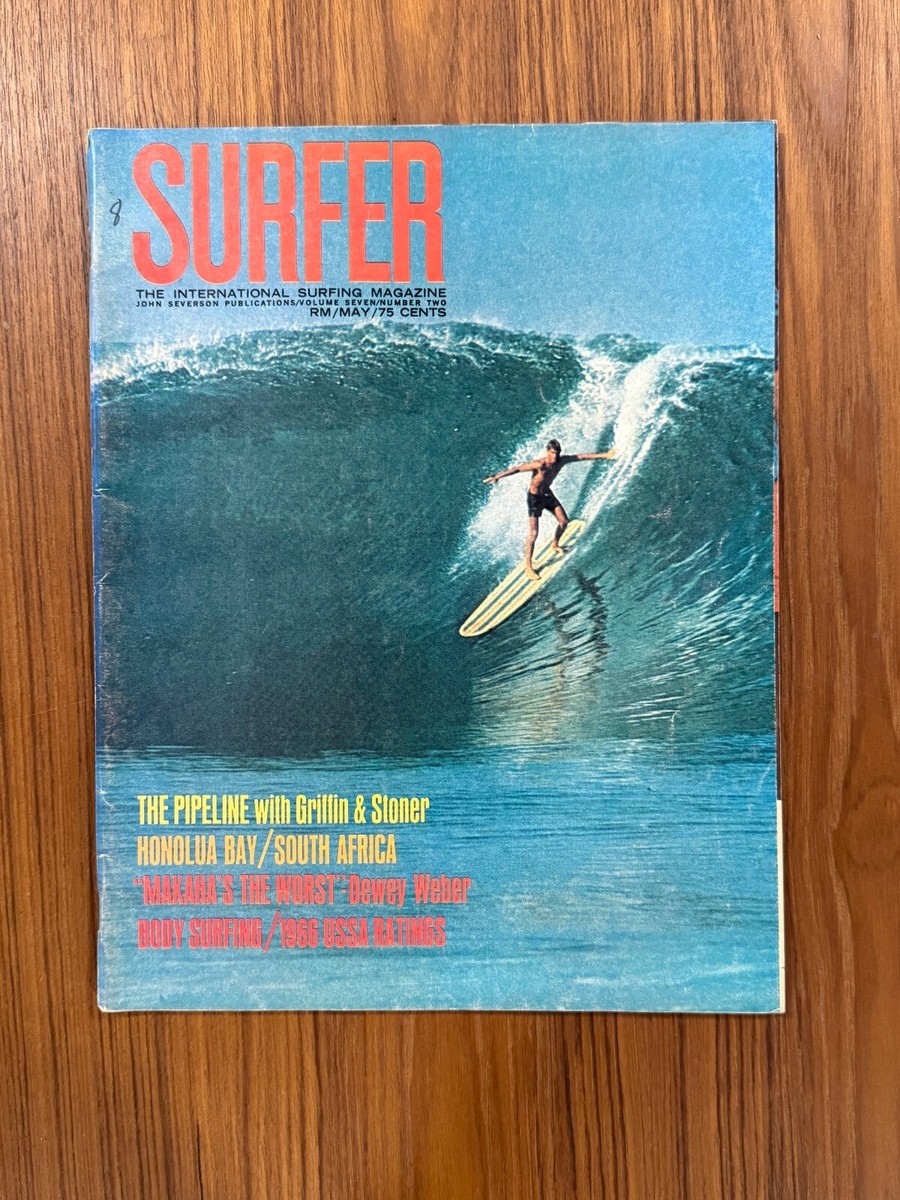 SURFER
8
THE INTERNATIONAL SURFING MAGAZINE
JOHN SEVERSON PUBLICATIONS/VOLUME SEVEN/NUMBER TWO
RM/MAY/75 CENTS
THE PIPELINE with Griffin & Stoner
HONOLUA BAY/SOUTH AFRICA
"MAKAHA'S THE WORST"-Dewey Weber
BODY SURFING/1966 USSA RATINGS